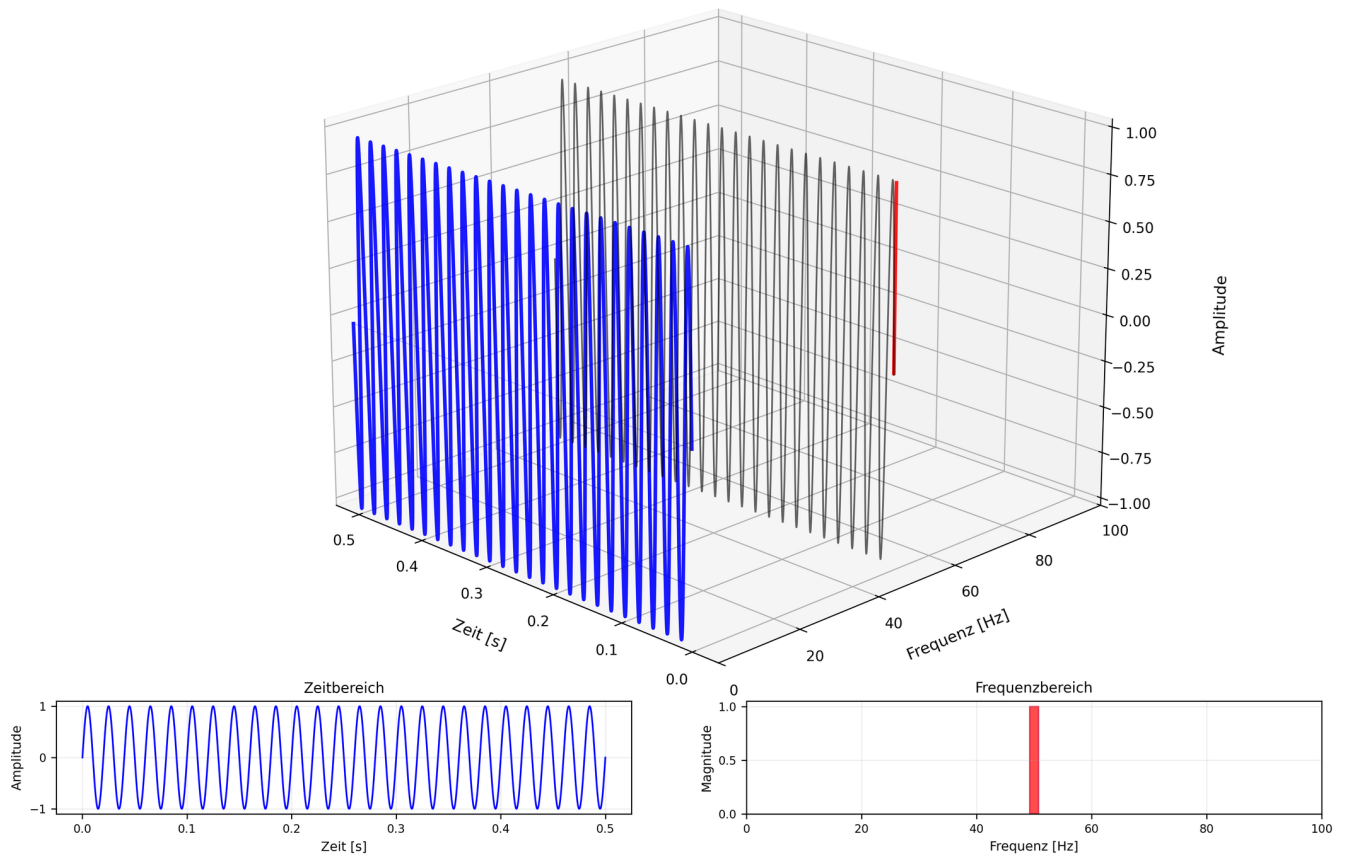 1.00
0.75
0.50
0.25
0.00
−0.25
−0.50
−0.75
−1.00
Amplitude
0.5
0.4
0.3
0.2
0.1
0.0
Zeit [s]
0
20
40
60
80
100
Frequenz [Hz]
Zeitbereich
1
0
−1
Amplitude
0.0 0.1 0.2 0.3 0.4 0.5
Zeit [s]
Frequenzbereich
1.0
0.5
0.0
Magnitude
0 20 40 60 80 100
Frequenz [Hz]